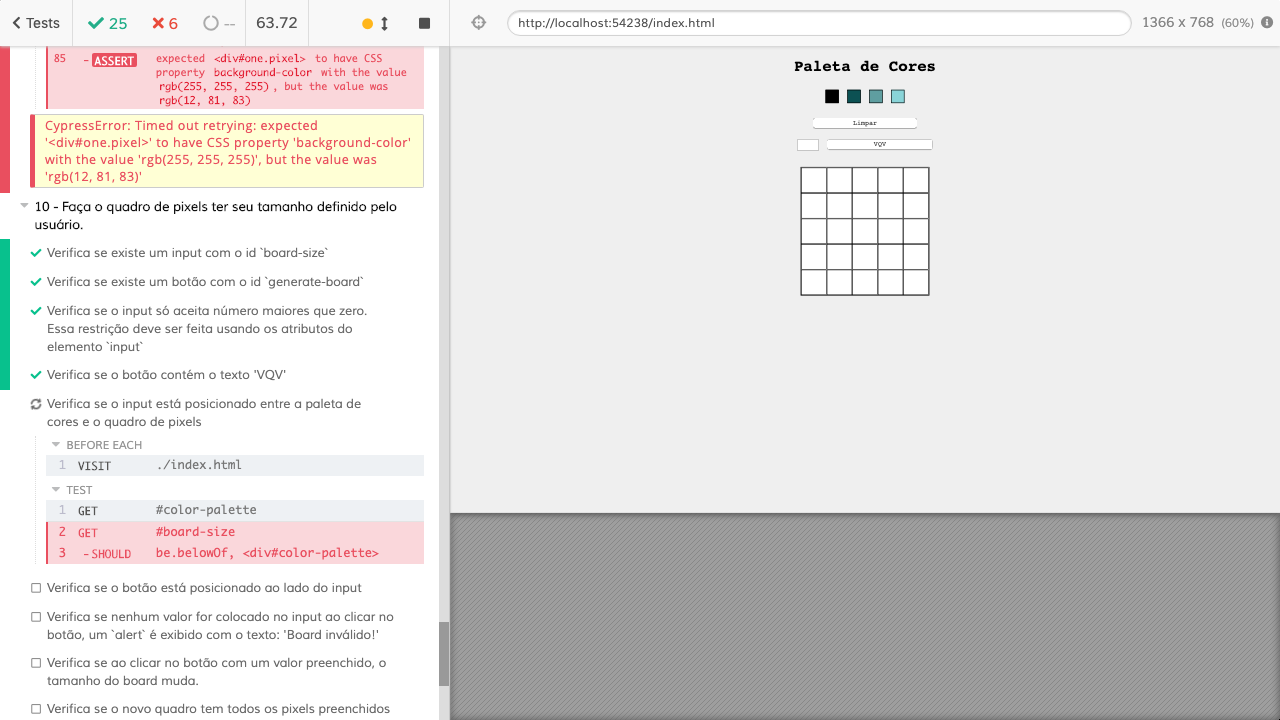 Tests
25
6
--
63.72
http://localhost:54238/index.html
1366 x 768 (60%)
85 - ASSERT expected <div#one.pixel> to have CSS
property background-color with the value
rgb(255, 255, 255), but the value was
rgb(12, 81, 83)
CypressError: Timed out retrying: expected
'<div#one.pixel>' to have CSS property 'background-color'
with the value 'rgb(255, 255, 255)', but the value was
'rgb(12, 81, 83)'
10 - Faça o quadro de pixels ter seu tamanho definido pelo
usuário.
Verifica se existe um input com o id `board-size`
Verifica se existe um botão com o id `generate-board`
Verifica se o input só aceita número maiores que zero.
Essa restrição deve ser feita usando os atributos do
elemento `input`
Verifica se o botão contém o texto 'VQV'
Verifica se o input está posicionado entre a paleta de
cores e o quadro de pixels
BEFORE EACH
1 VISIT ./index.html
TEST
1 GET #color-palette
2 GET #board-size
3 - SHOULD be.belowOf, <div#color-palette>
Verifica se o botão está posicionado ao lado do input
Verifica se nenhum valor for colocado no input ao clicar no
botão, um `alert` é exibido com o texto: 'Board inválido!'
Verifica se ao clicar no botão com um valor preenchido, o
tamanho do board muda.
Verifica se o novo quadro tem todos os pixels preenchidos
Paleta de Cores
Limpar
VQV